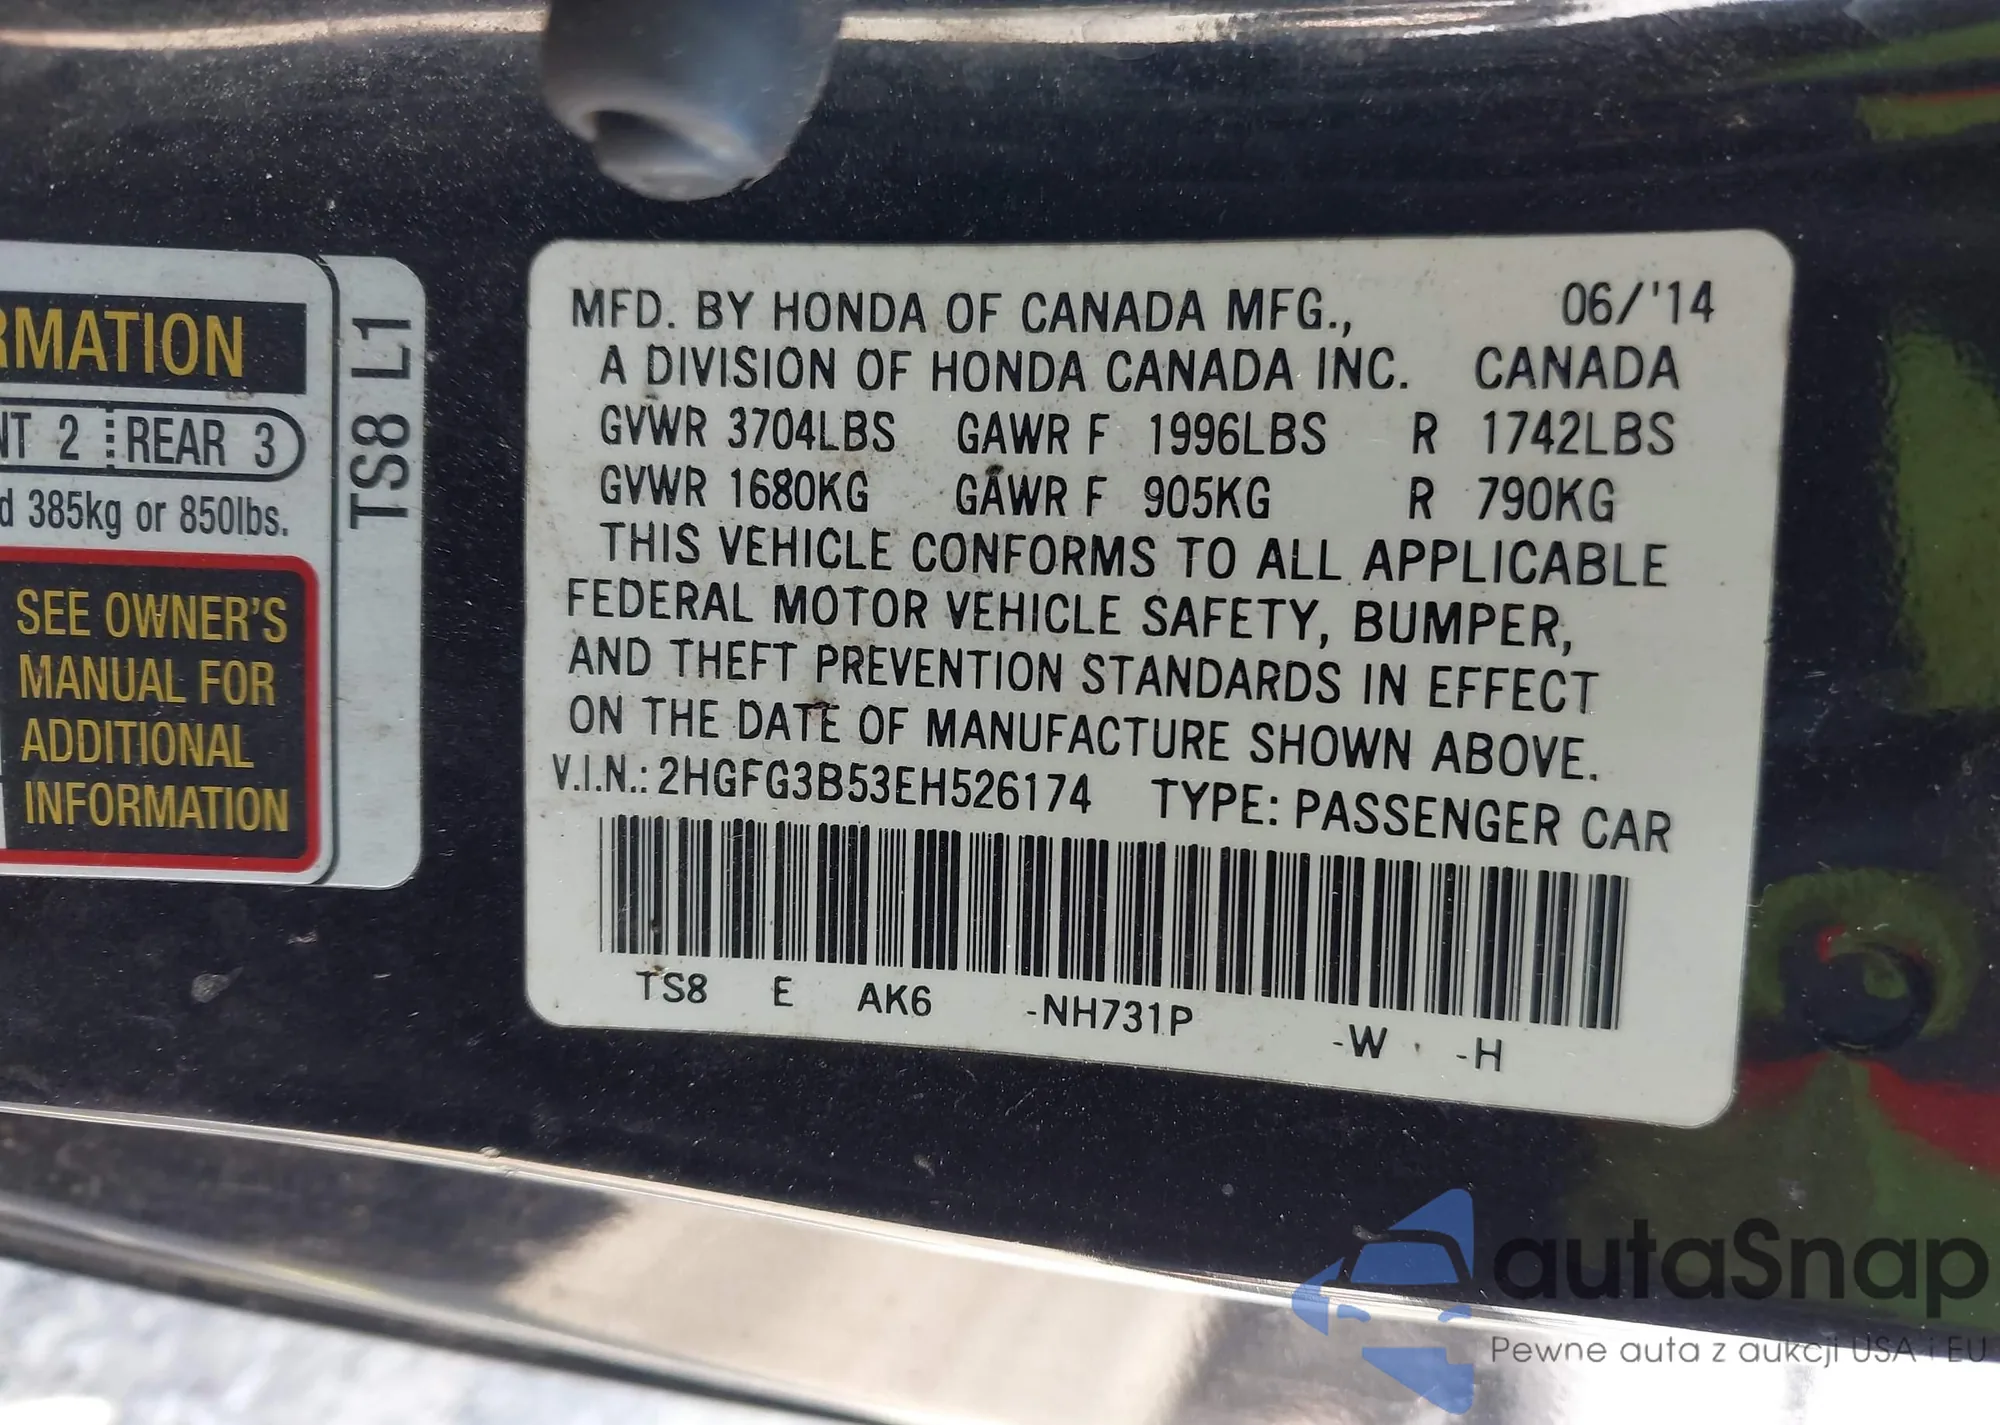 RMATION
NT 2 REAR 3
d 385kg or 850lbs.
SEE OWNER'S
MANUAL FOR
ADDITIONAL
INFORMATION
TS8 L1
MFD. BY HONDA OF CANADA MFG., 06/'14
A DIVISION OF HONDA CANADA INC. CANADA
GVWR 3704LBS GAWR F 1996LBS R 1742LBS
GVWR 1680KG GAWR F 905KG R 790KG
THIS VEHICLE CONFORMS TO ALL APPLICABLE
FEDERAL MOTOR VEHICLE SAFETY, BUMPER,
AND THEFT PREVENTION STANDARDS IN EFFECT
ON THE DATE OF MANUFACTURE SHOWN ABOVE.
V.I.N.: 2HGFG3B53EH526174 TYPE: PASSENGER CAR
TS8 E AK6 -NH731P -W -H
autaSnap
Pewne auta z aukcji USA i EU